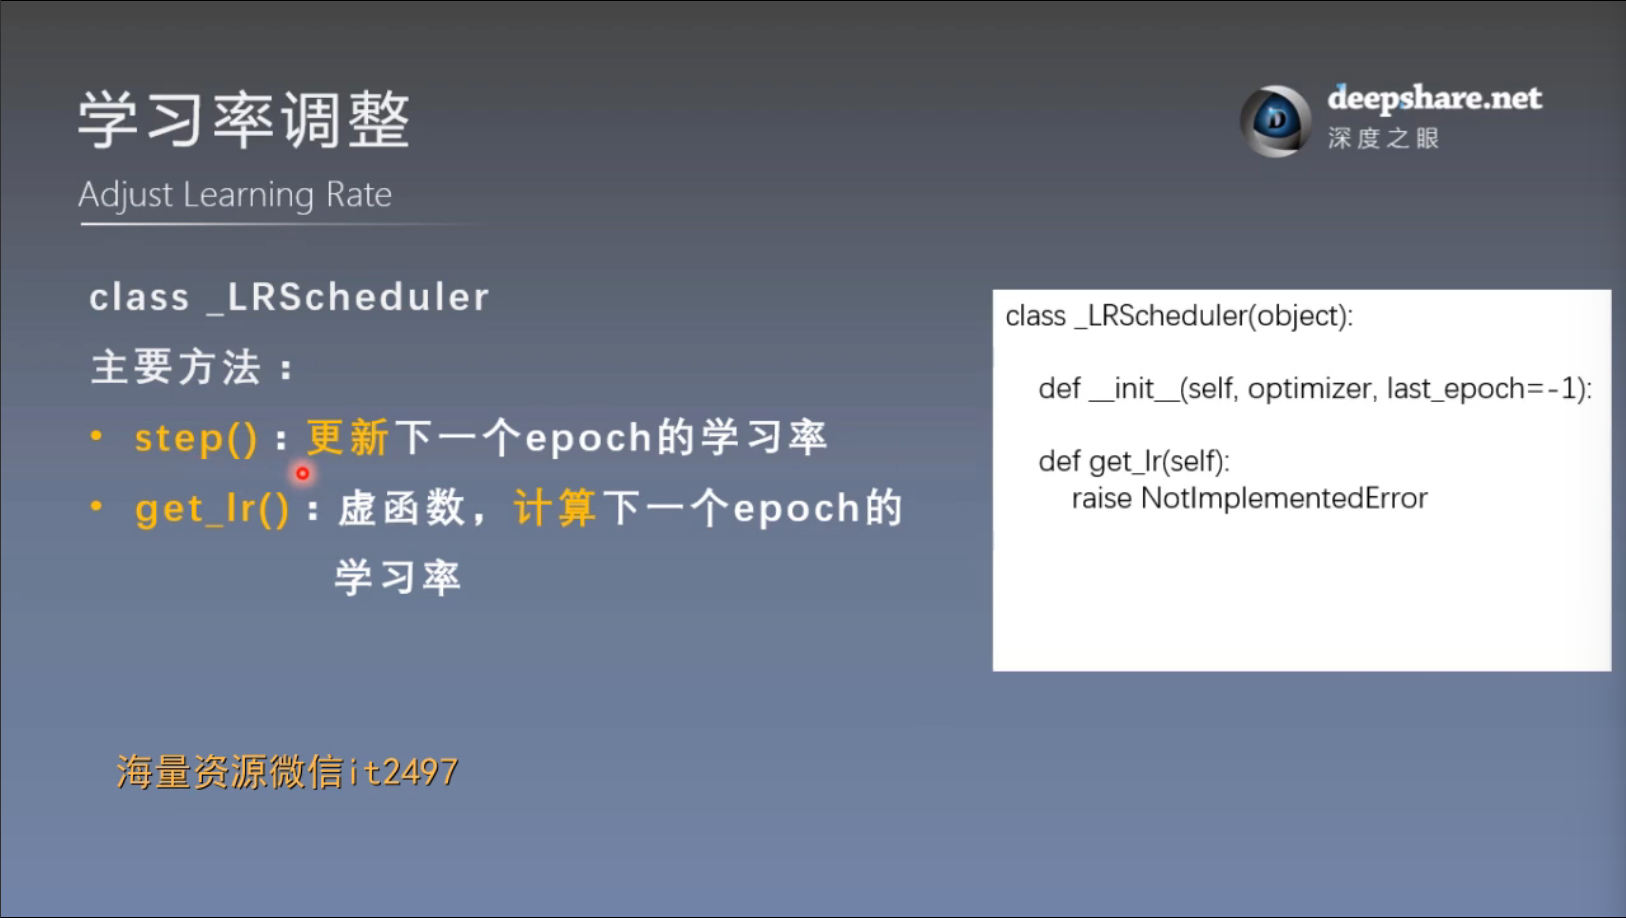 学习率调整
Adjust Learning Rate
deepshare.net
深度之眼
class _LRScheduler
主要方法：
• step()：更新下一个epoch的学习率
• get_lr()：虚函数，计算下一个epoch的
学习率
class _LRScheduler(object):
def __init__(self, optimizer, last_epoch=-1):
def get_lr(self):
raise NotImplementedError
海量资源微信it2497